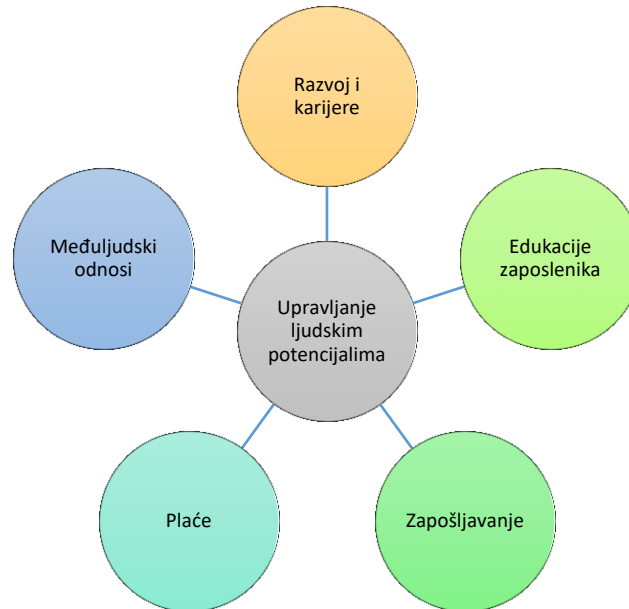 Razvoj i
karijere
Međuljudski
odnosi
Edukacije
zaposlenika
Upravljanje
ljudskim
potencijalima
Plaće
Zapošljavanje